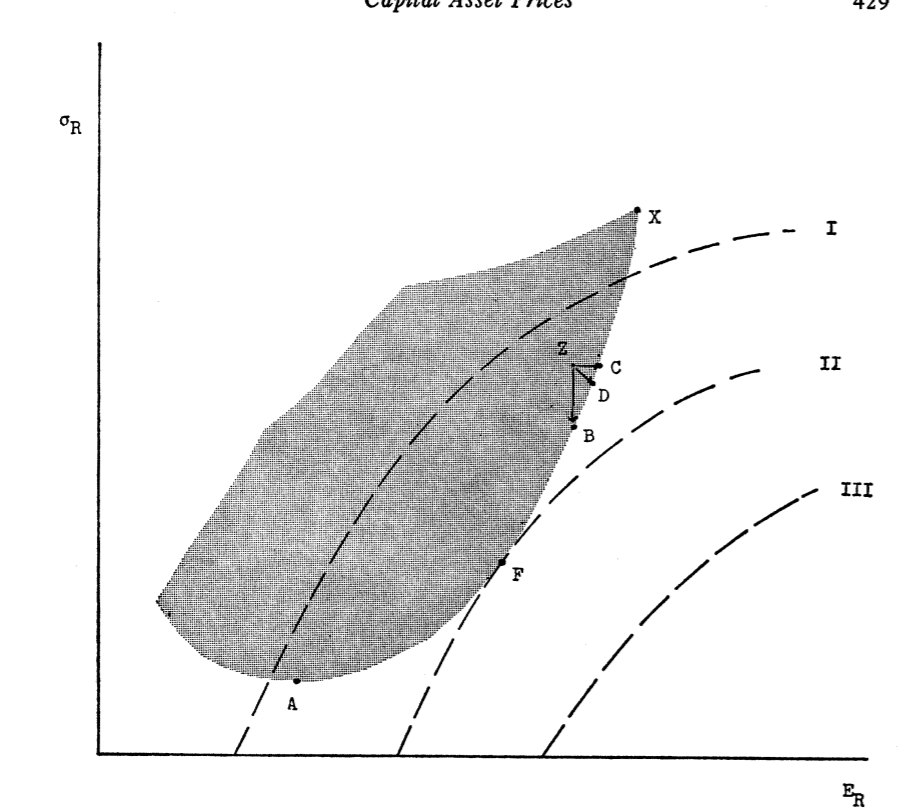 Capital Asset Prices 429
σR
X
I
Z
C
II
D
B
III
F
A
ER